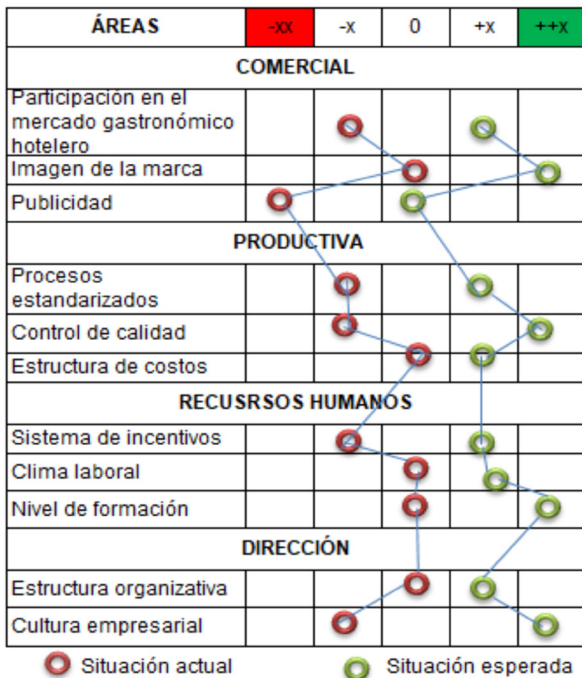 ÁREAS -xx -x 0 +x ++x
COMERCIAL
Participación en el
mercado gastronómico
hotelero
Imagen de la marca
Publicidad
PRODUCTIVA
Procesos
estandarizados
Control de calidad
Estructura de costos
RECUSRSOS HUMANOS
Sistema de incentivos
Clima laboral
Nivel de formación
DIRECCIÓN
Estructura organizativa
Cultura empresarial
Situación actual Situación esperada